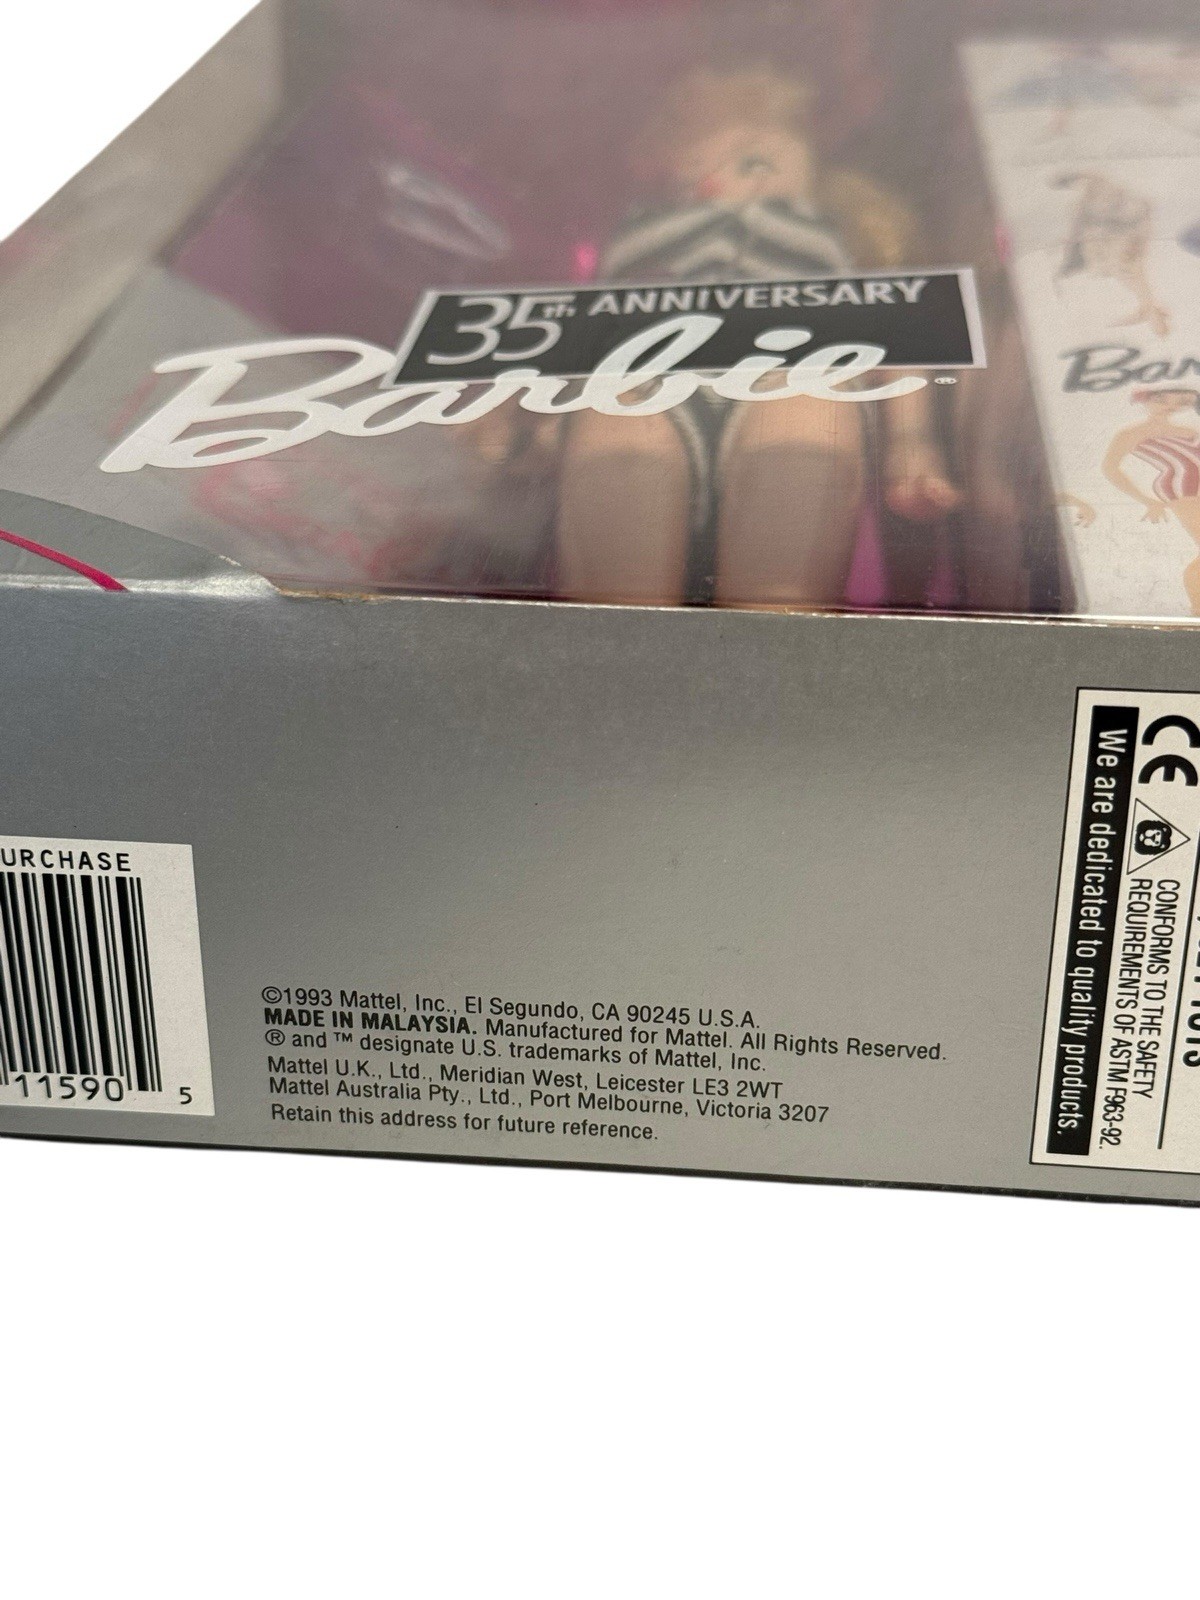 35th ANNIVERSARY
Barbie®
Bar
URCHASE
11590 5
©1993 Mattel, Inc., El Segundo, CA 90245 U.S.A.
MADE IN MALAYSIA. Manufactured for Mattel. All Rights Reserved.
® and ™ designate U.S. trademarks of Mattel, Inc.
Mattel U.K., Ltd., Meridian West, Leicester LE3 2WT
Mattel Australia Pty., Ltd., Port Melbourne, Victoria 3207
Retain this address for future reference.
CE
CONFORMS TO THE SAFETY
REQUIREMENTS OF ASTM F963-92.
We are dedicated to quality products.